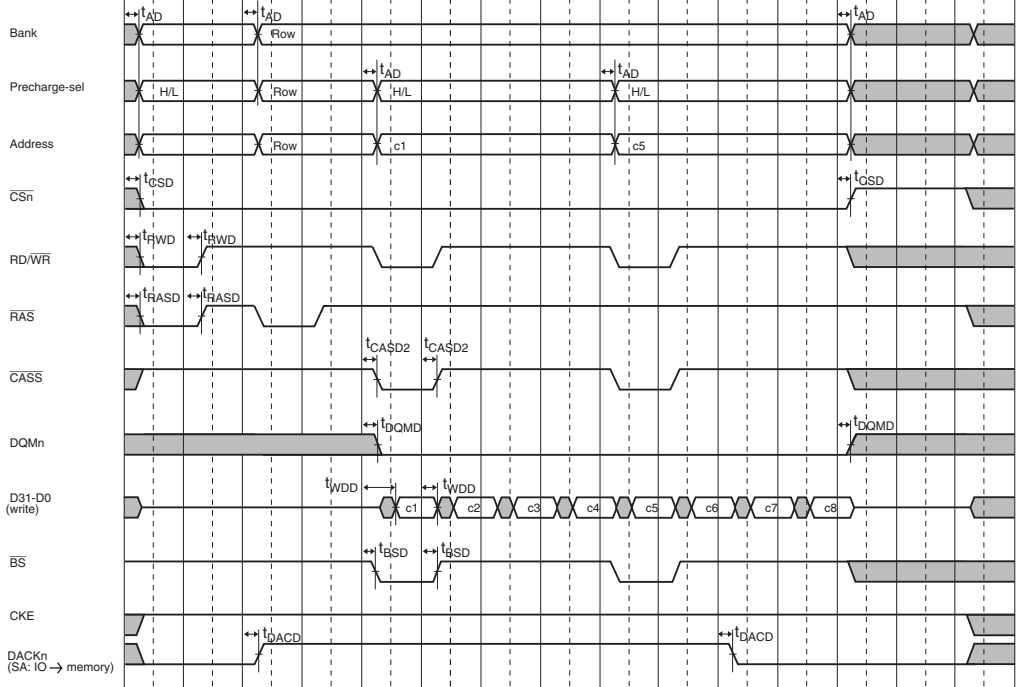 tAD tAD tAD
Bank Row
tAD tAD
Precharge-sel H/L Row H/L H/L
Address Row c1 c5
tCSD tCSD
CSn
tRWD tRWD
RD/WR
tRASD tRASD
RAS
tCASD2 tCASD2
CASS
tDQMD tDQMD
DQMn
tWDD tWDD
D31-D0
(write)
c1 c2 c3 c4 c5 c6 c7 c8
tBSD tBSD
BS
CKE
tDACD tDACD
DACKn
(SA: IO → memory)